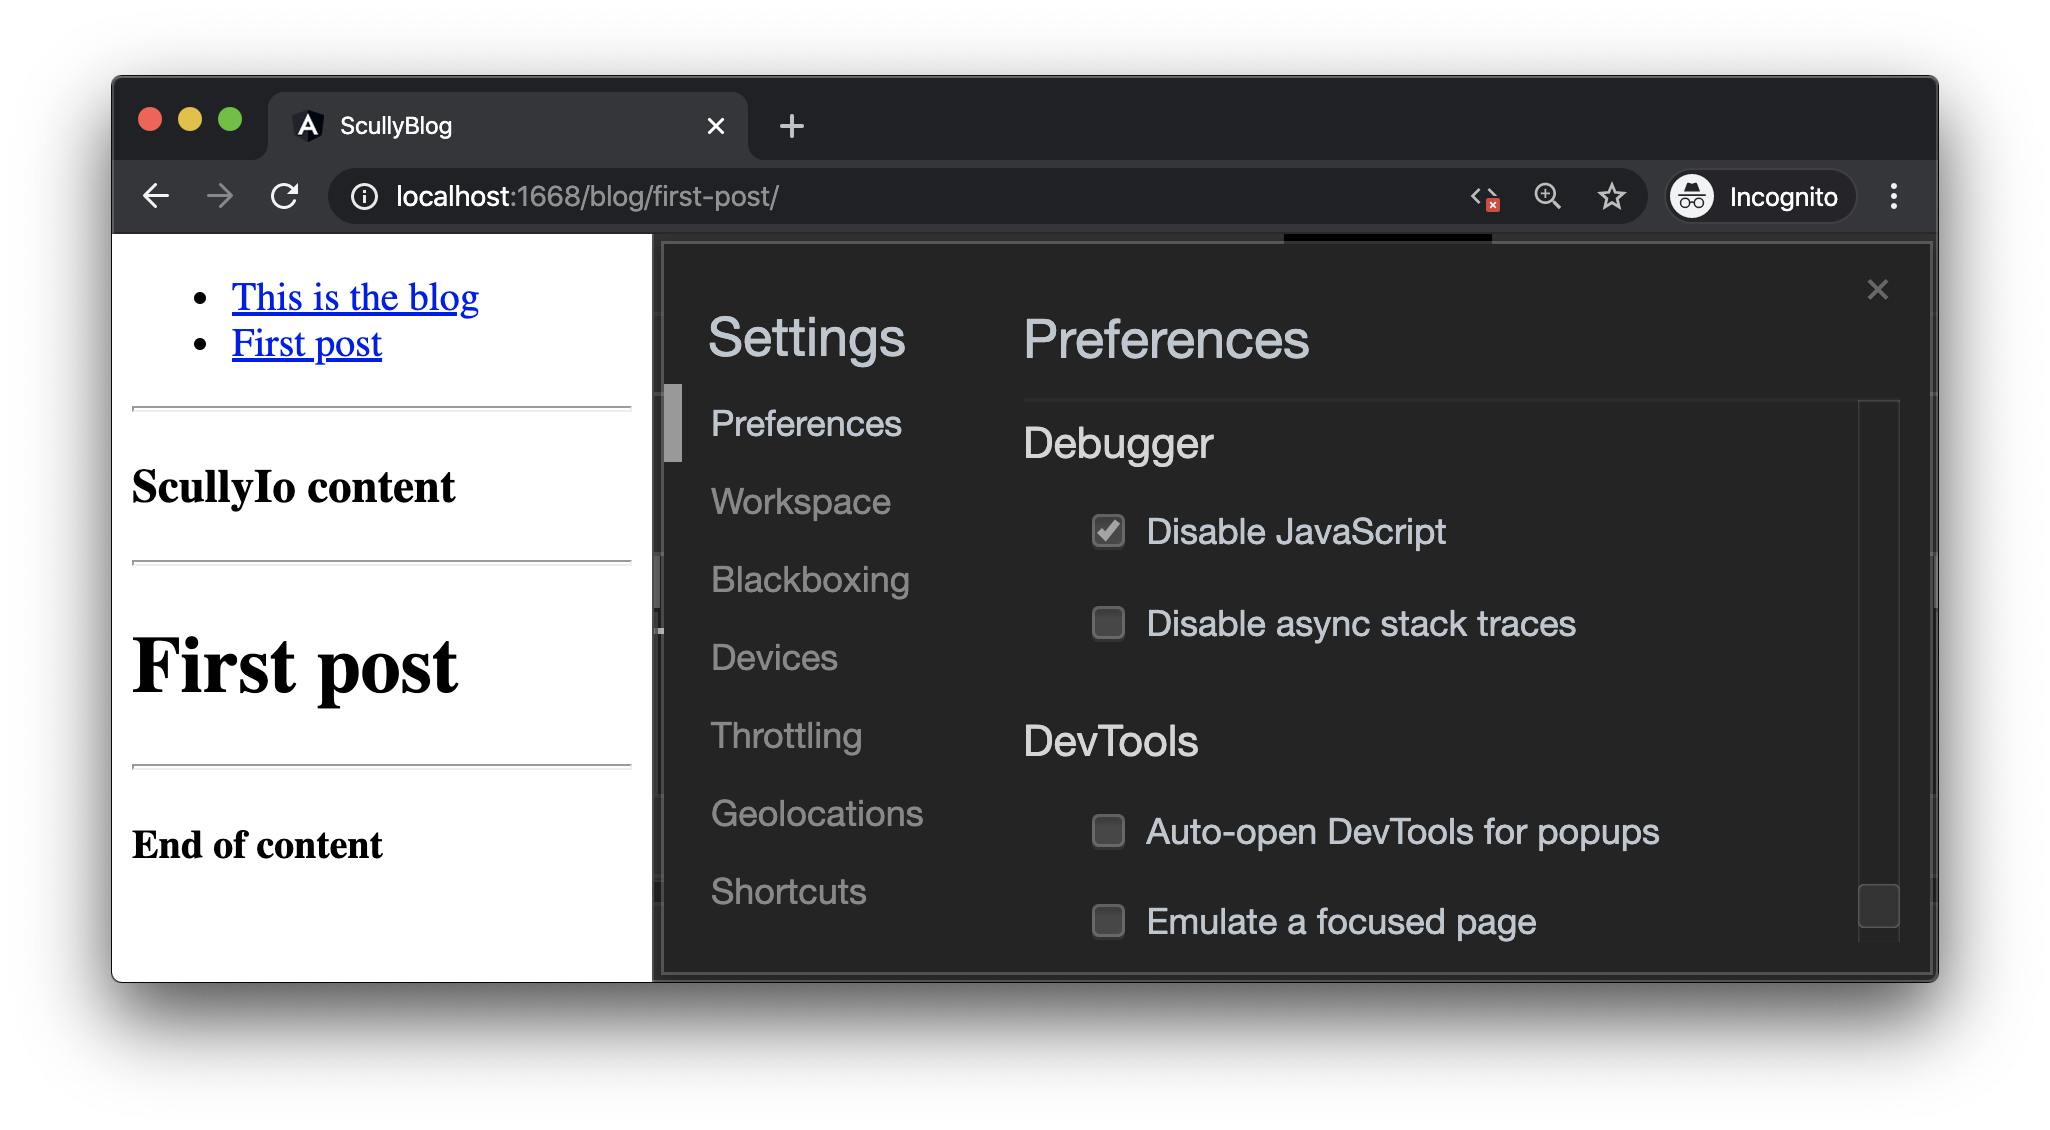 ScullyBlog
localhost:1668/blog/first-post/
Incognito
This is the blog
First post
ScullyIo content
First post
End of content
Settings
Preferences
Workspace
Blackboxing
Devices
Throttling
Geolocations
Shortcuts
Preferences
Debugger
Disable JavaScript
Disable async stack traces
DevTools
Auto-open DevTools for popups
Emulate a focused page